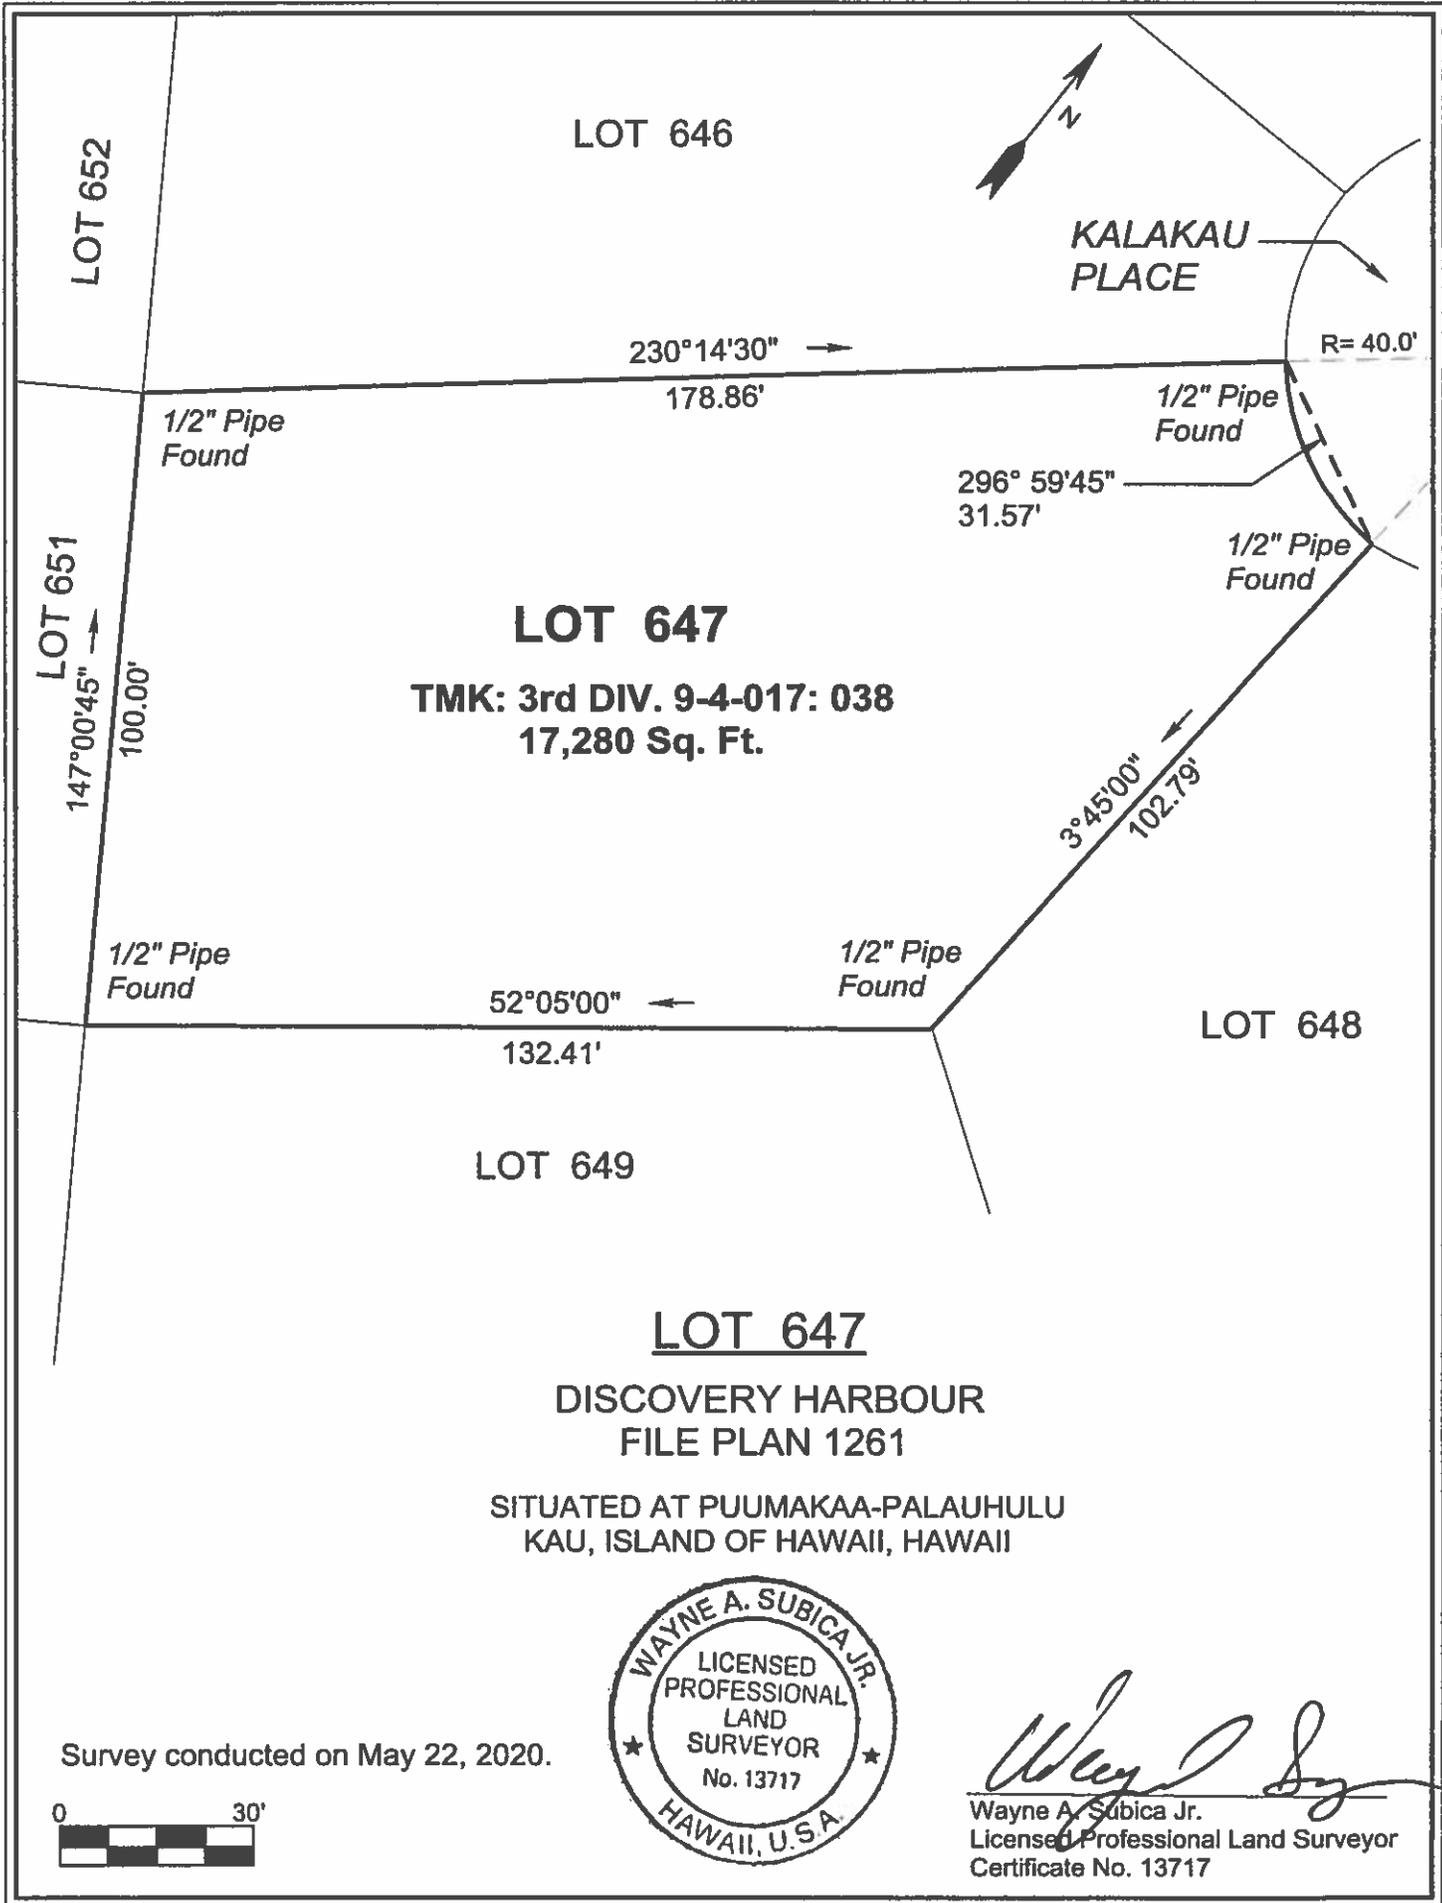 LOT 646
N
LOT 652
KALAKAU
PLACE
R= 40.0'
230°14'30"
178.86'
1/2" Pipe
Found
1/2" Pipe
Found
296° 59'45"
31.57'
1/2" Pipe
Found
LOT 651
147°00'45"
100.00'
LOT 647
TMK: 3rd DIV. 9-4-017: 038
17,280 Sq. Ft.
3°45'00"
102.79'
1/2" Pipe
Found
1/2" Pipe
Found
52°05'00"
132.41'
LOT 648
LOT 649
LOT 647
DISCOVERY HARBOUR
FILE PLAN 1261
SITUATED AT PUUMAKAA-PALAUHULU
KAU, ISLAND OF HAWAII, HAWAII
WAYNE A. SUBICA JR.
LICENSED
PROFESSIONAL
LAND
SURVEYOR
No. 13717
HAWAII, U.S.A.
Survey conducted on May 22, 2020.
0 30'
Wayne A. Subica Jr.
Licensed Professional Land Surveyor
Certificate No. 13717